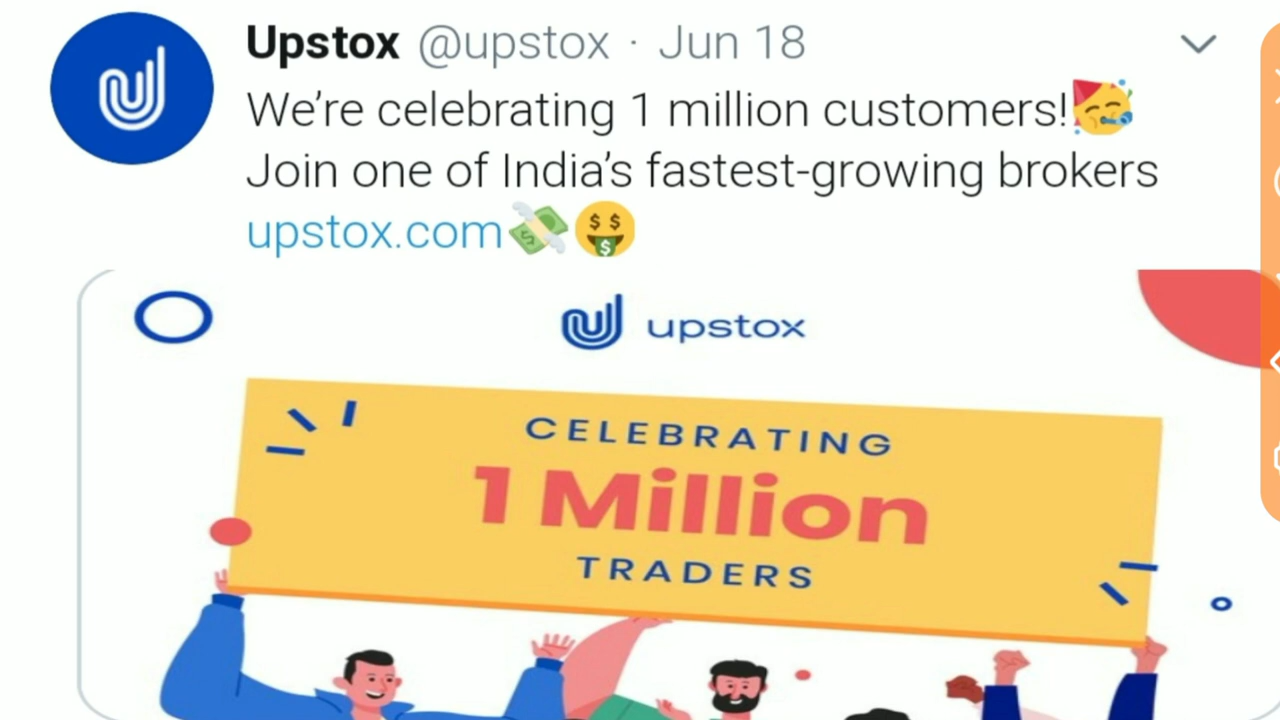 Upstox @upstox · Jun 18
We’re celebrating 1 million customers!🥳
Join one of India’s fastest-growing brokers
upstox.com💸🤑
upstox
CELEBRATING
1 Million
TRADERS